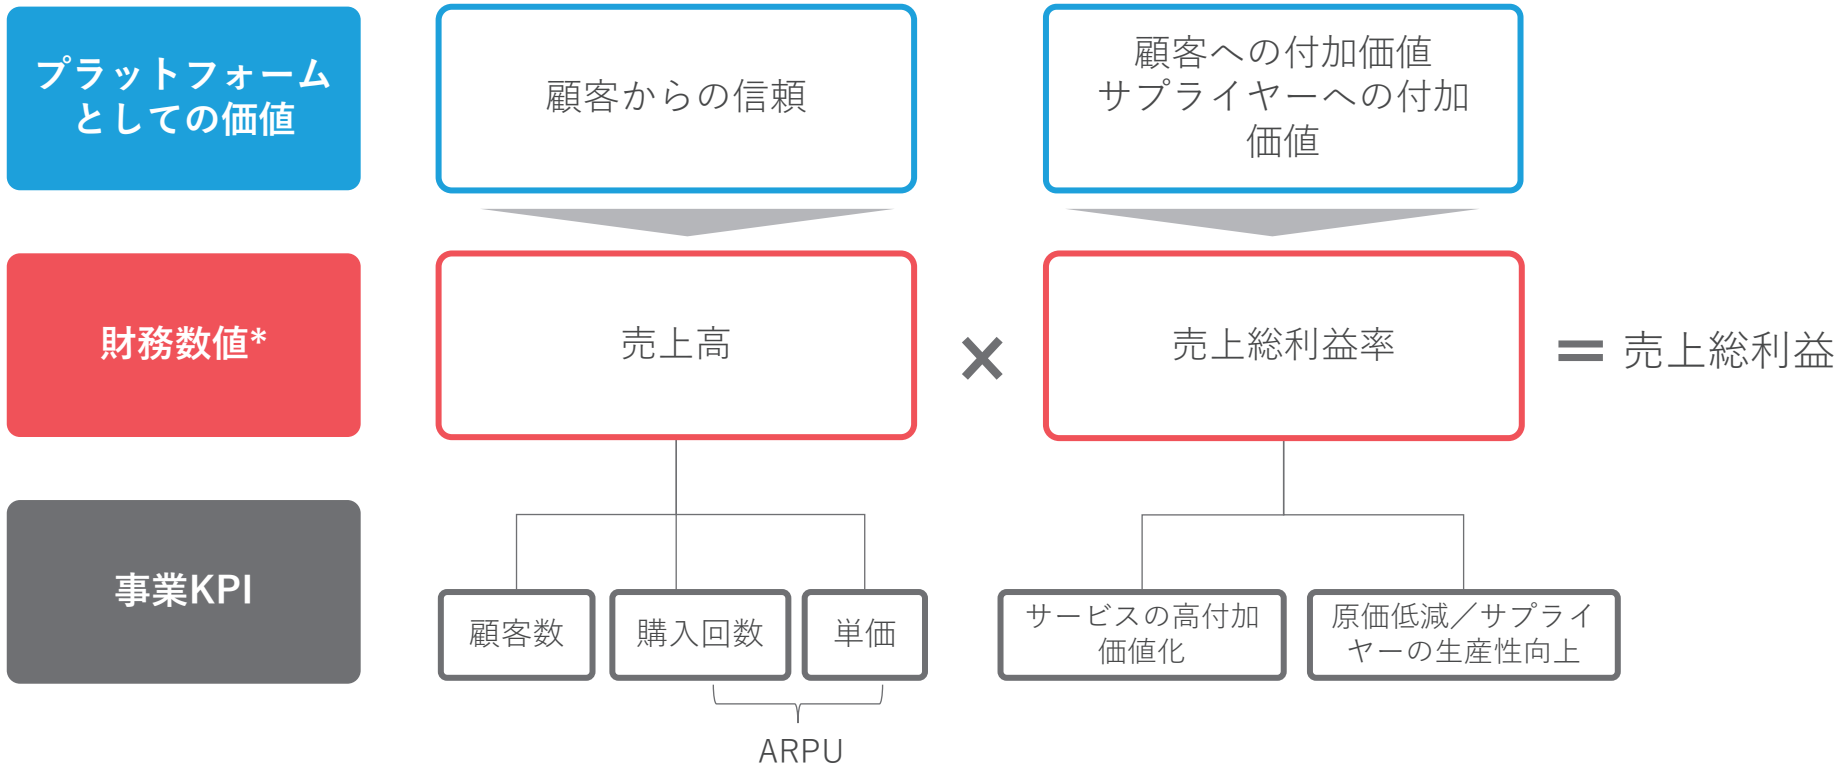 プラットフォーム
としての価値
顧客からの信頼
顧客への付加価値
サプライヤーへの付加
価値
財務数値*
売上高
×
売上総利益率
= 売上総利益
事業KPI
顧客数
購入回数
単価
サービスの高付加
価値化
原価低減／サプライ
ヤーの生産性向上
ARPU